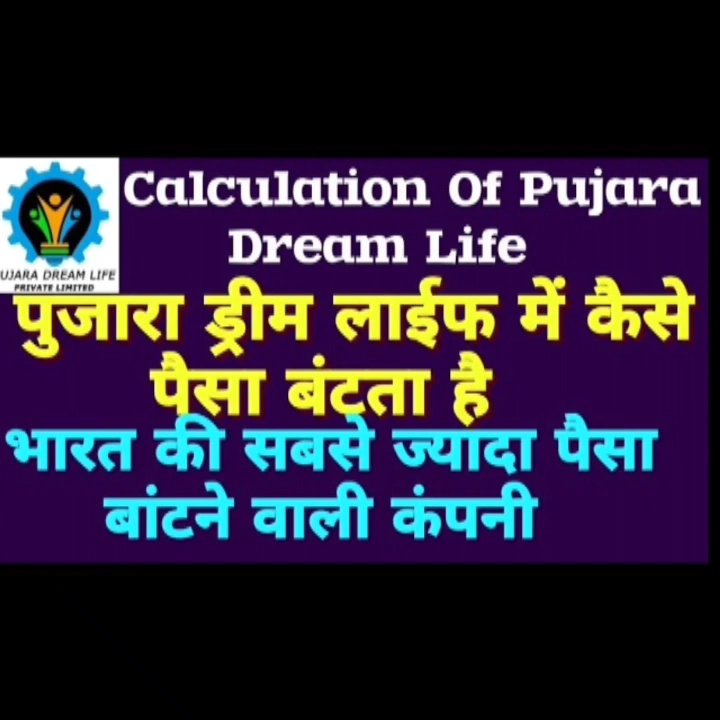 Calculation Of Pujara
Dream Life
UJARA DREAM LIFE
PRIVATE LIMITED
पुजारा ड्रीम लाईफ में कैसे
पैसा बंटता है
भारत की सबसे ज्यादा पैसा
बांटने वाली कंपनी